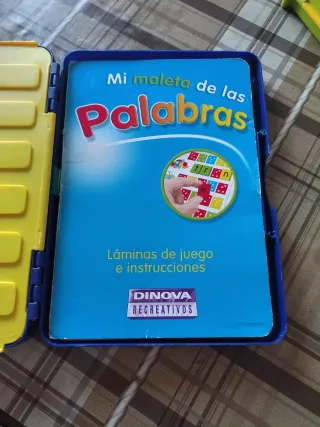 Mi maleta de las
Palabras
Láminas de juego
e instrucciones
DINOVA
RECREATIVOS